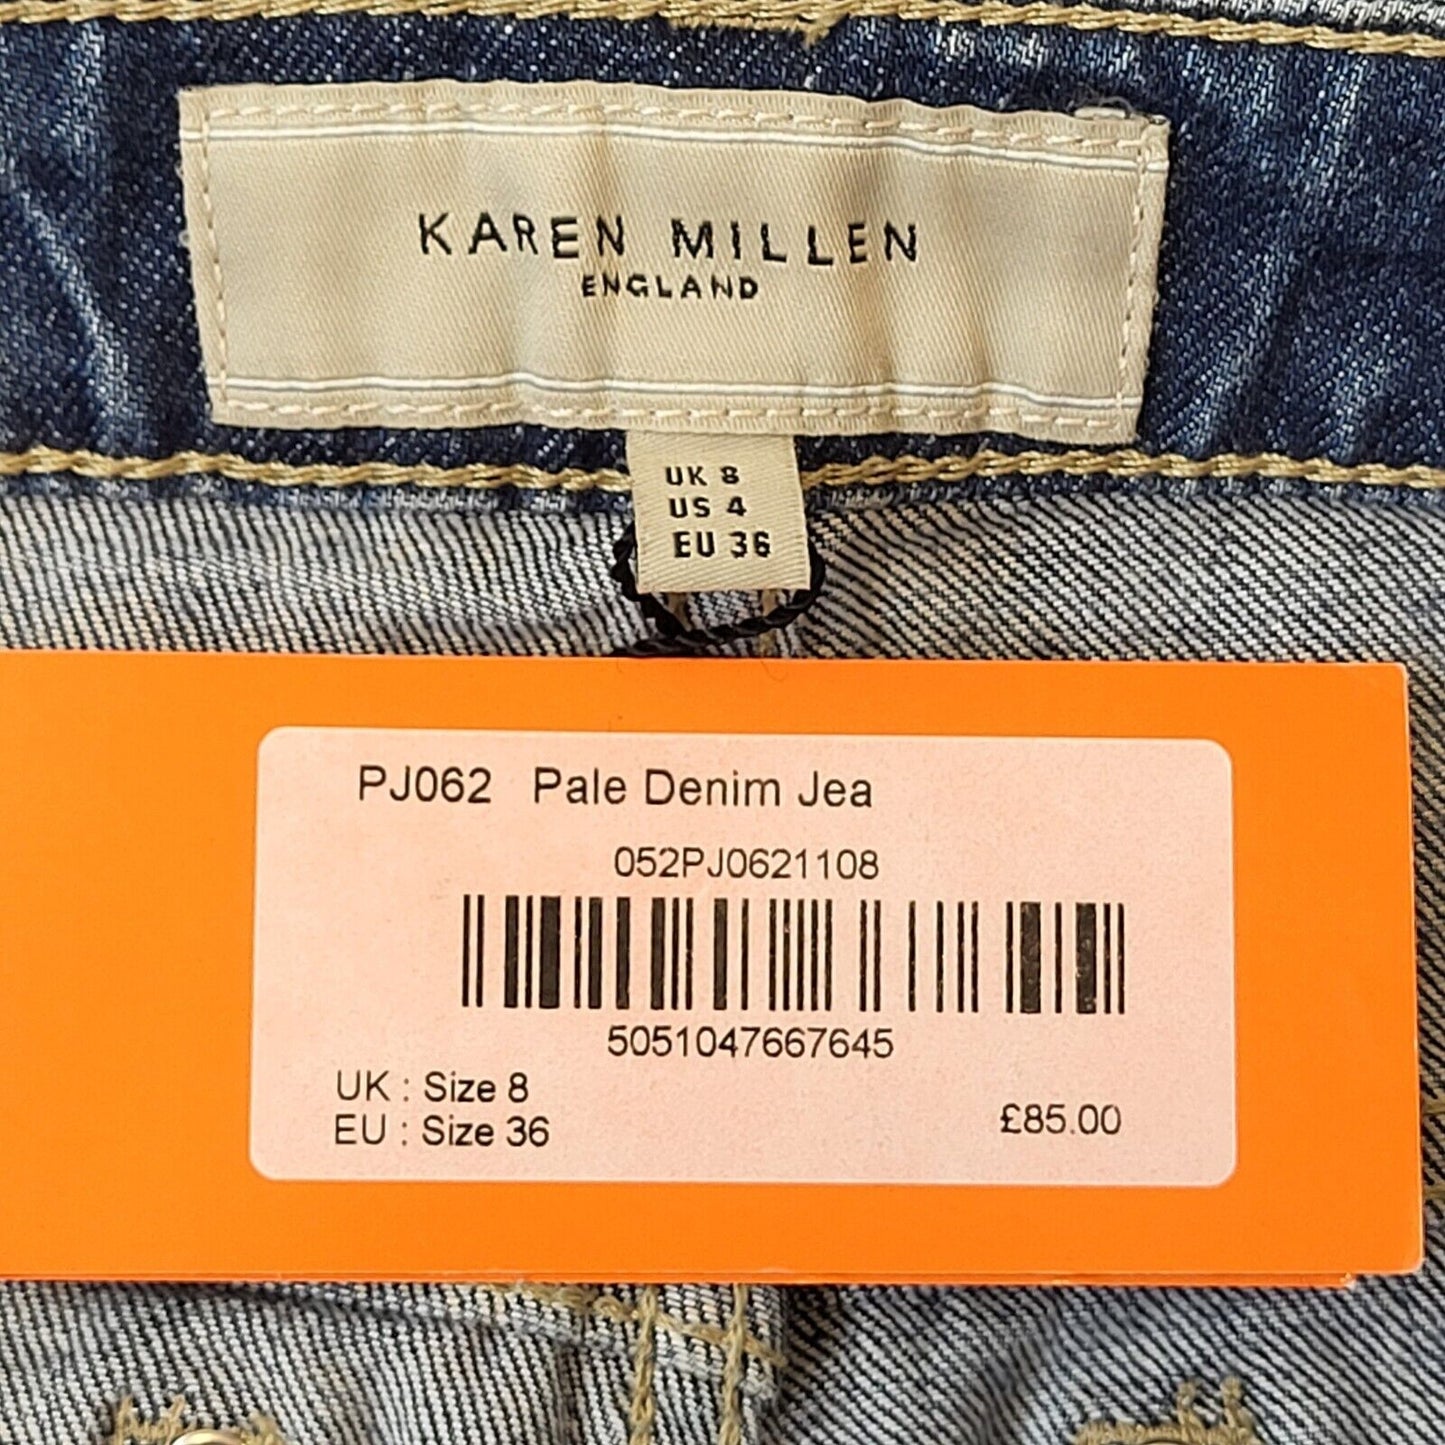 KAREN MILLEN
ENGLAND
UK 8
US 4
EU 36
PJ062 Pale Denim Jea
052PJ0621108
5051047667645
UK : Size 8
EU : Size 36
£85.00